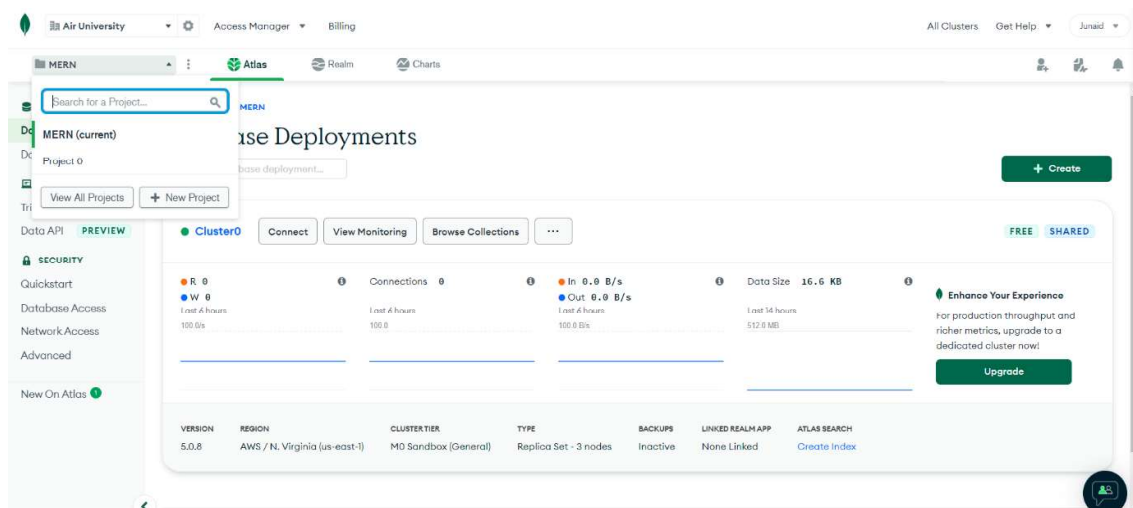 Air University
Access Manager
Billing
All Clusters
Get Help
Junaid
MERN
Atlas
Realm
Charts
Search for a Project...
MERN
MERN (current)
Project 0
View All Projects
+ New Project
Database Deployments
base deployment...
+ Create
Data API PREVIEW
SECURITY
Quickstart
Database Access
Network Access
Advanced
New On Atlas 1
Cluster0
Connect
View Monitoring
Browse Collections
...
FREE SHARED
R 0
W 0
Last 6 hours
100.0/s
Connections 0
Last 6 hours
100.0
In 0.0 B/s
Out 0.0 B/s
Last 6 hours
100.0 B/s
Data Size 16.6 KB
Last 14 hours
512.0 MB
Enhance Your Experience
For production throughput and
richer metrics, upgrade to a
dedicated cluster now!
Upgrade
VERSION REGION CLUSTER TIER TYPE BACKUPS LINKED REALM APP ATLAS SEARCH
5.0.8 AWS / N. Virginia (us-east-1) M0 Sandbox (General) Replica Set - 3 nodes Inactive None Linked Create Index